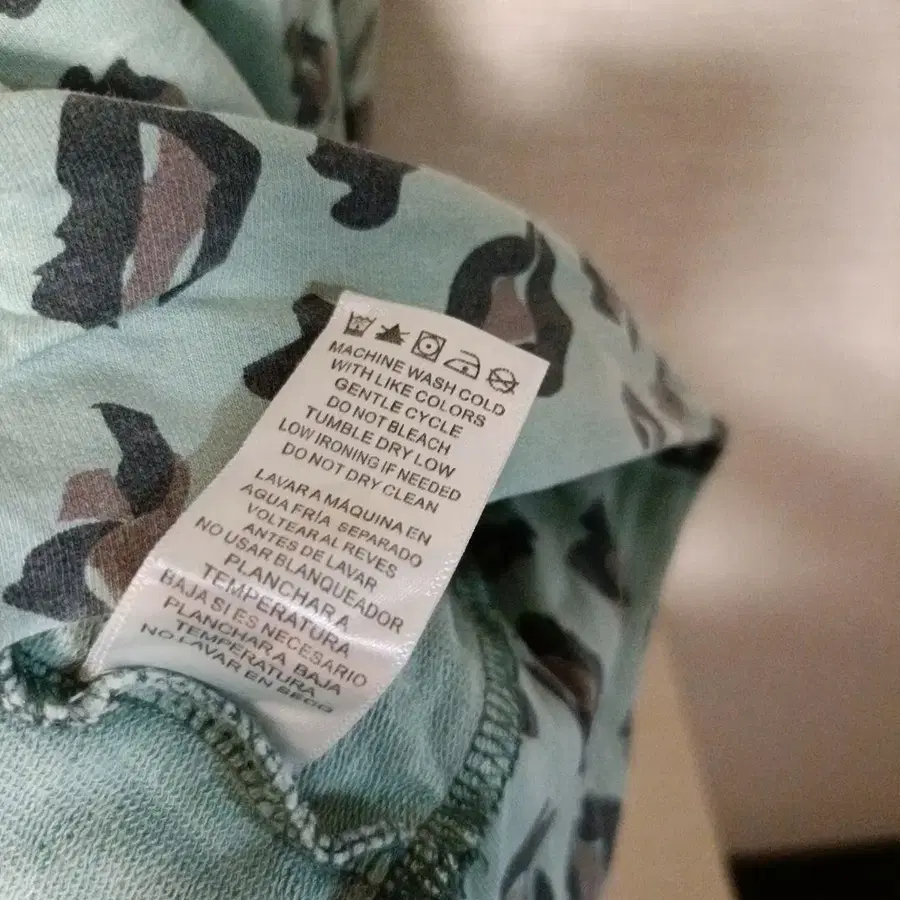 MACHINE WASH COLD
WITH LIKE COLORS
GENTLE CYCLE
DO NOT BLEACH
TUMBLE DRY LOW
LOW IRONING IF NEEDED
DO NOT DRY CLEAN
LAVAR A MÁQUINA EN
AGUA FRÍA SEPARADO
VOLTEAR AL REVES
ANTES DE LAVAR
NO USAR BLANQUEADOR
PLANCHAR A
TEMPERATURA
BAJA SI ES NECESARIO
PLANCHAR A BAJA
TEMPERATURA
NO LAVAR EN SECO